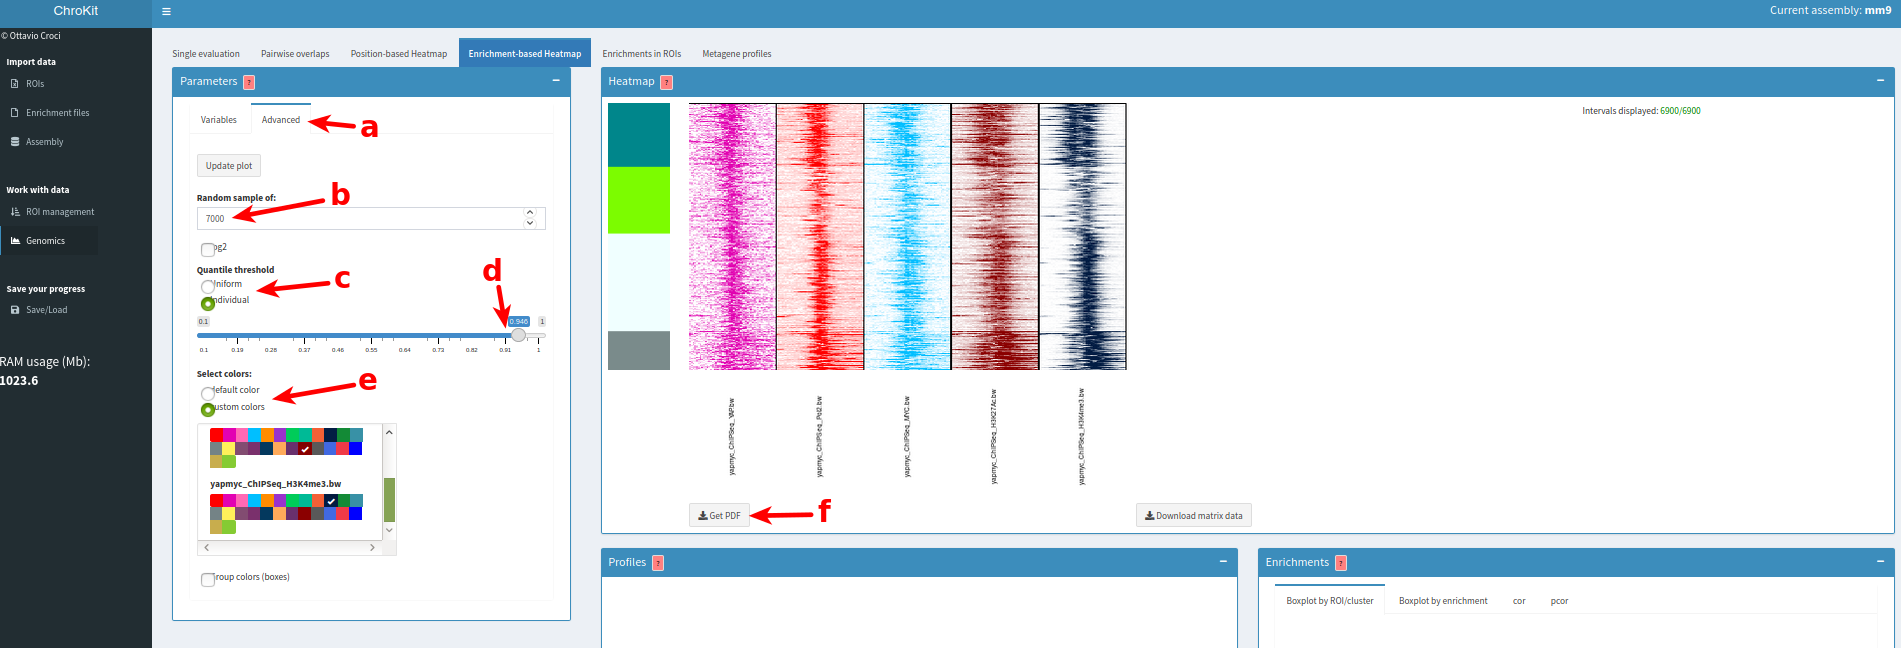 ChroKit
Current assembly: mm9
© Ottavio Croci
Import data
ROIs
Enrichment files
Assembly
Work with data
ROI management
Genomics
Save your progress
Save/Load
RAM usage (Mb):
1023.6
Single evaluation
Pairwise overlaps
Position-based Heatmap
Enrichment-based Heatmap
Enrichments in ROIs
Metagene profiles
Parameters ?
Variables
Advanced
a
Update plot
Random sample of:
b
7000
og2
Quantile threshold
Uniform
Individual
c
d
0.1
0.946
1
0.1 0.19 0.28 0.37 0.46 0.55 0.64 0.73 0.82 0.91 1
Select colors:
default color
custom colors
e
yapmyc_ChIPSeq_H3K4me3.bw
Group colors (boxes)
Heatmap ?
Intervals displayed: 6900/6900
yapmyc_ChIPSeq_YAP.bw
yapmyc_ChIPSeq_Pol2.bw
yapmyc_ChIPSeq_MYC.bw
yapmyc_ChIPSeq_H3K27Ac.bw
yapmyc_ChIPSeq_H3K4me3.bw
Get PDF
f
Download matrix data
Profiles ?
Enrichments ?
Boxplot by ROI/cluster
Boxplot by enrichment
cor
pcor